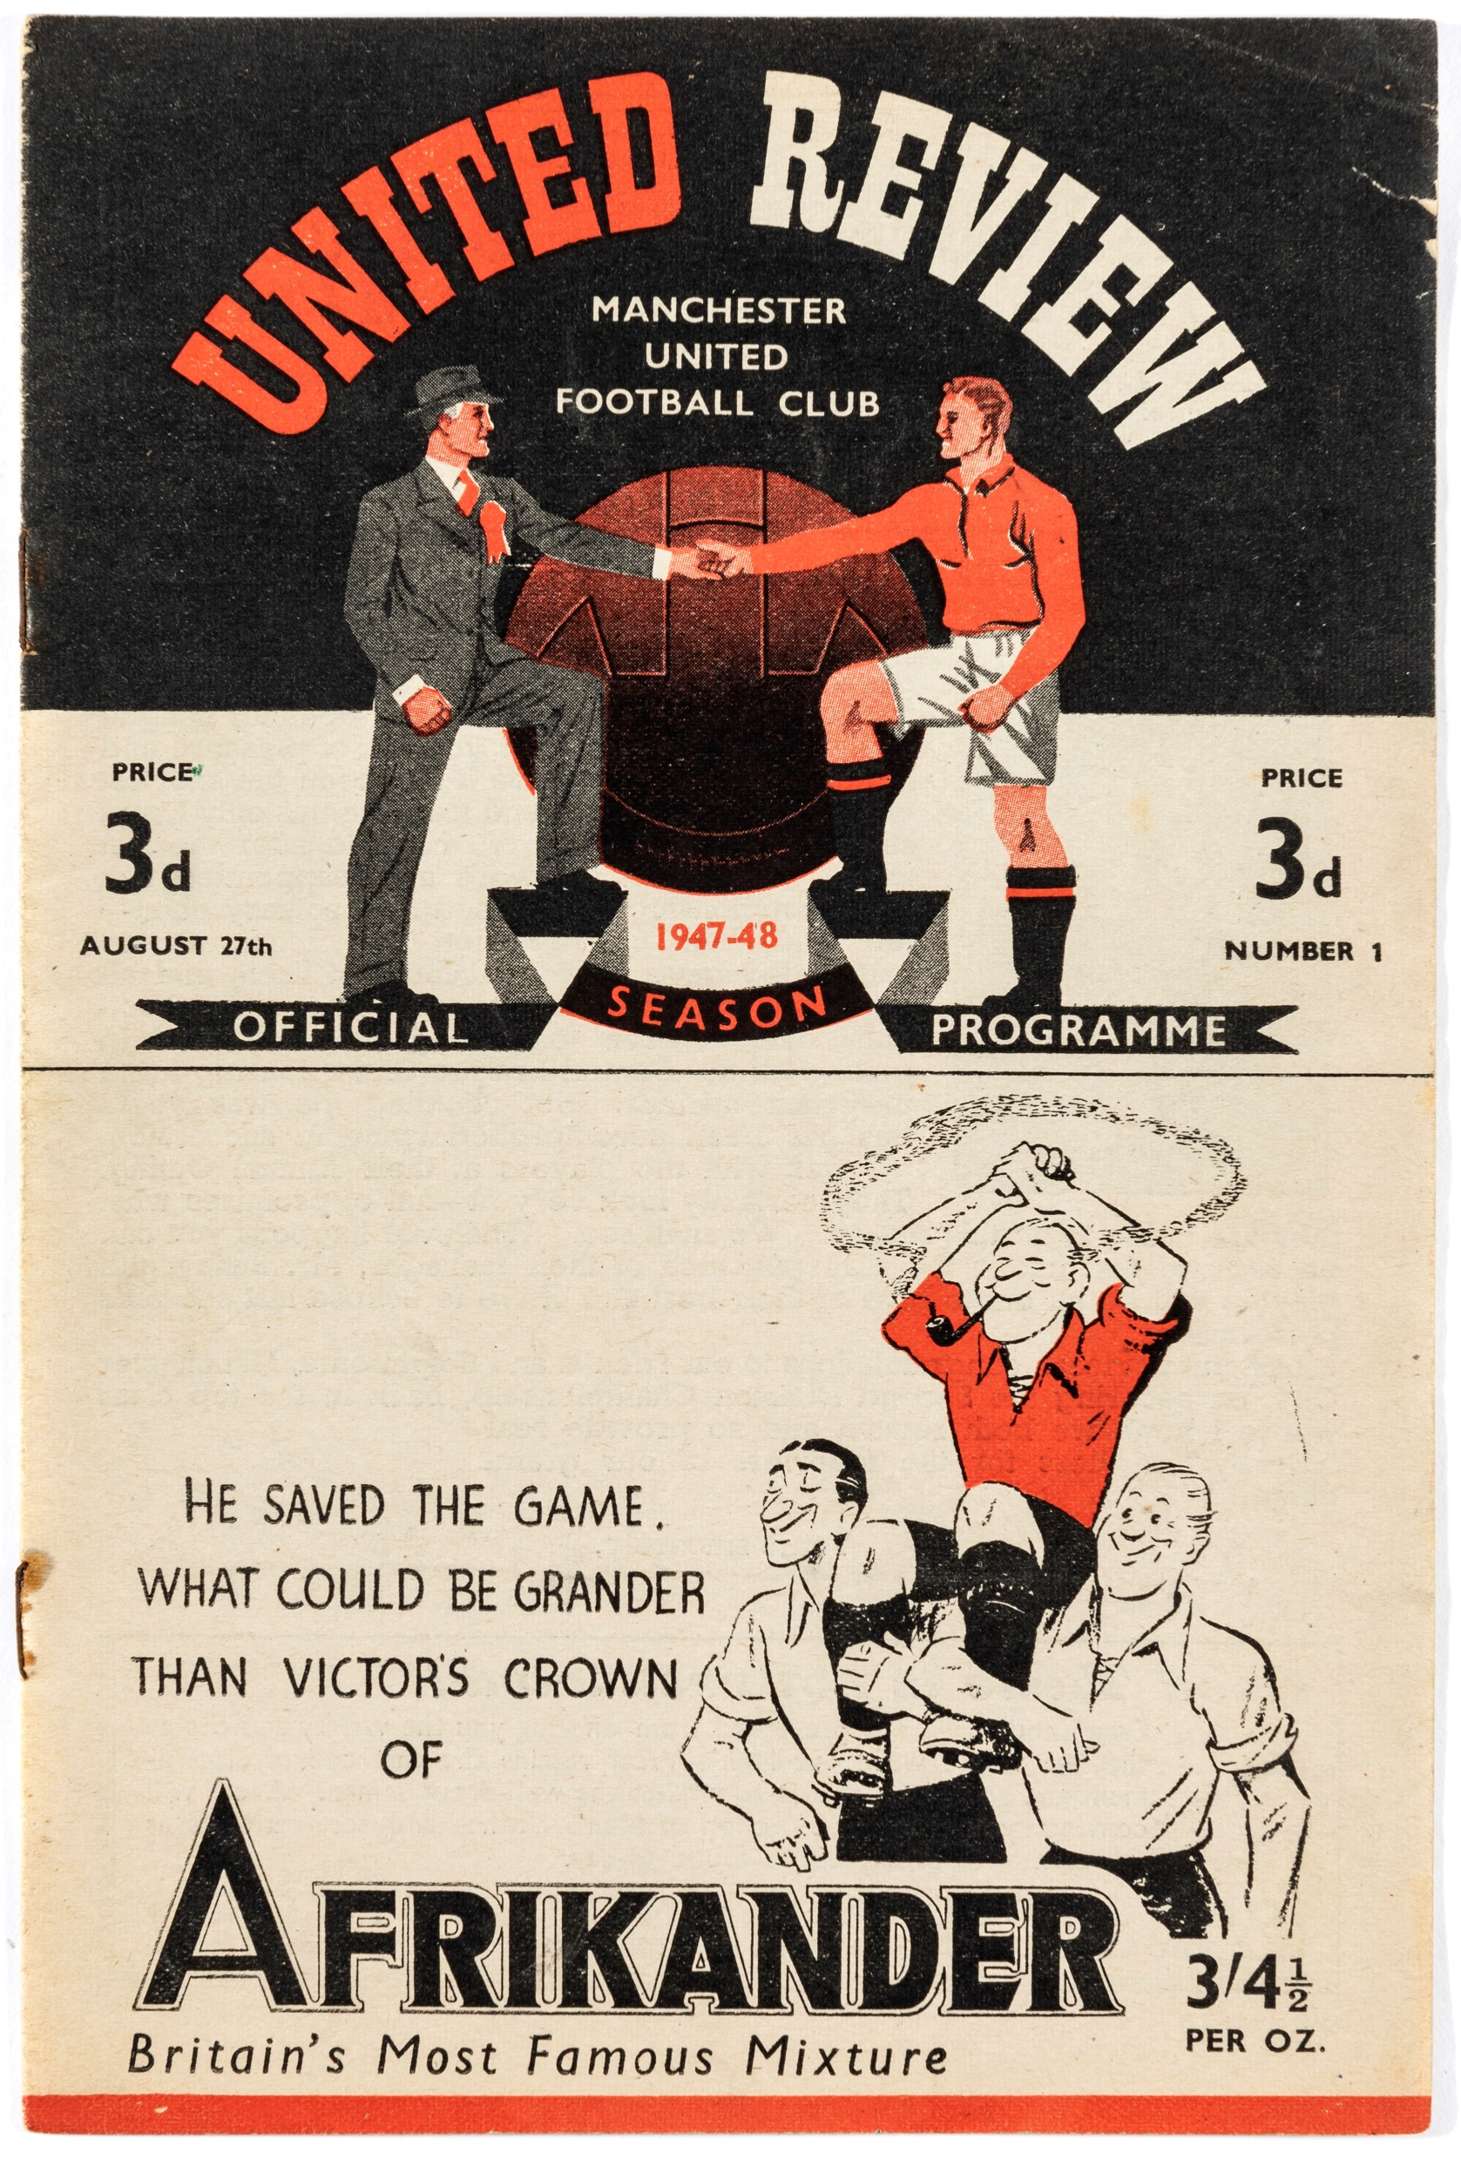 UNITED REVIEW
MANCHESTER
UNITED
FOOTBALL CLUB
PRICE
3d
AUGUST 27th
PRICE
3d
NUMBER 1
1947-48
SEASON
OFFICIAL
PROGRAMME
HE SAVED THE GAME.
WHAT COULD BE GRANDER
THAN VICTOR'S CROWN
OF
AFRIKANDER
3/4½
PER OZ.
Britain's Most Famous Mixture